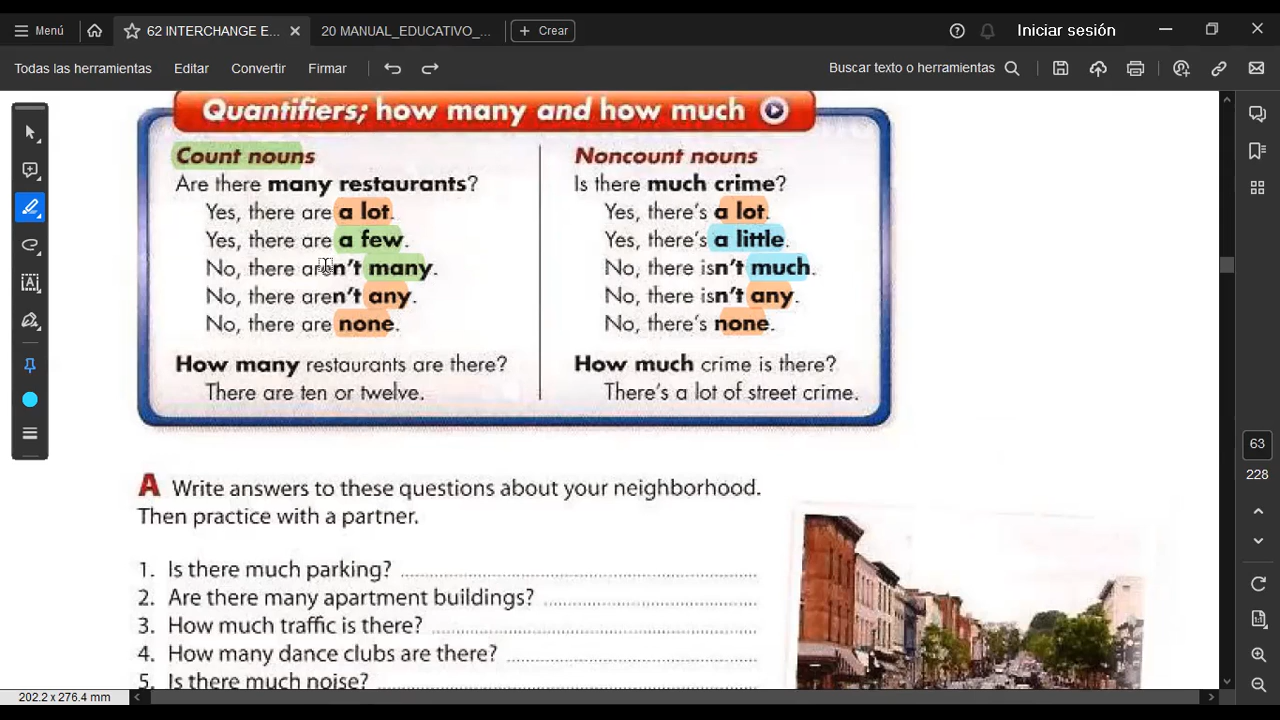 Menú
62 INTERCHANGE E...
20 MANUAL_EDUCATIVO_...
Crear
Iniciar sesión
Todas las herramientas
Editar
Convertir
Firmar
Buscar texto o herramientas
Quantifiers; how many and how much
Count nouns
Are there many restaurants?
Yes, there are a lot.
Yes, there are a few.
No, there aren't many.
No, there aren't any.
No, there are none.
How many restaurants are there?
There are ten or twelve.
Noncount nouns
Is there much crime?
Yes, there's a lot.
Yes, there's a little.
No, there isn't much.
No, there isn't any.
No, there's none.
How much crime is there?
There's a lot of street crime.
A Write answers to these questions about your neighborhood.
Then practice with a partner.
1. Is there much parking?
2. Are there many apartment buildings?
3. How much traffic is there?
4. How many dance clubs are there?
5. Is there much noise?
63
228
202.2 x 276.4 mm